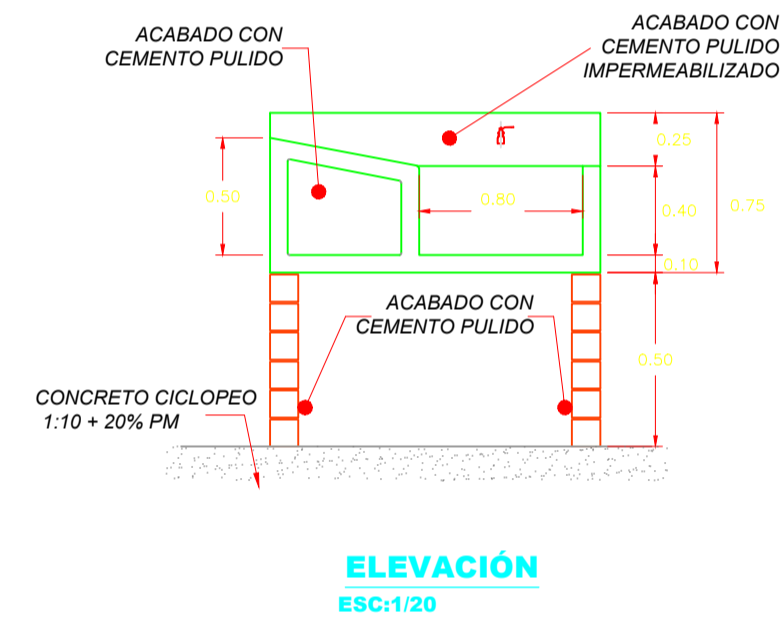 ACABADO CON
CEMENTO PULIDO
ACABADO CON
CEMENTO PULIDO
IMPERMEABILIZADO
0.25
0.50
0.80
0.40
0.75
0.10
ACABADO CON
CEMENTO PULIDO
0.50
CONCRETO CICLOPEO
1:10 + 20% PM
ELEVACIÓN
ESC:1/20